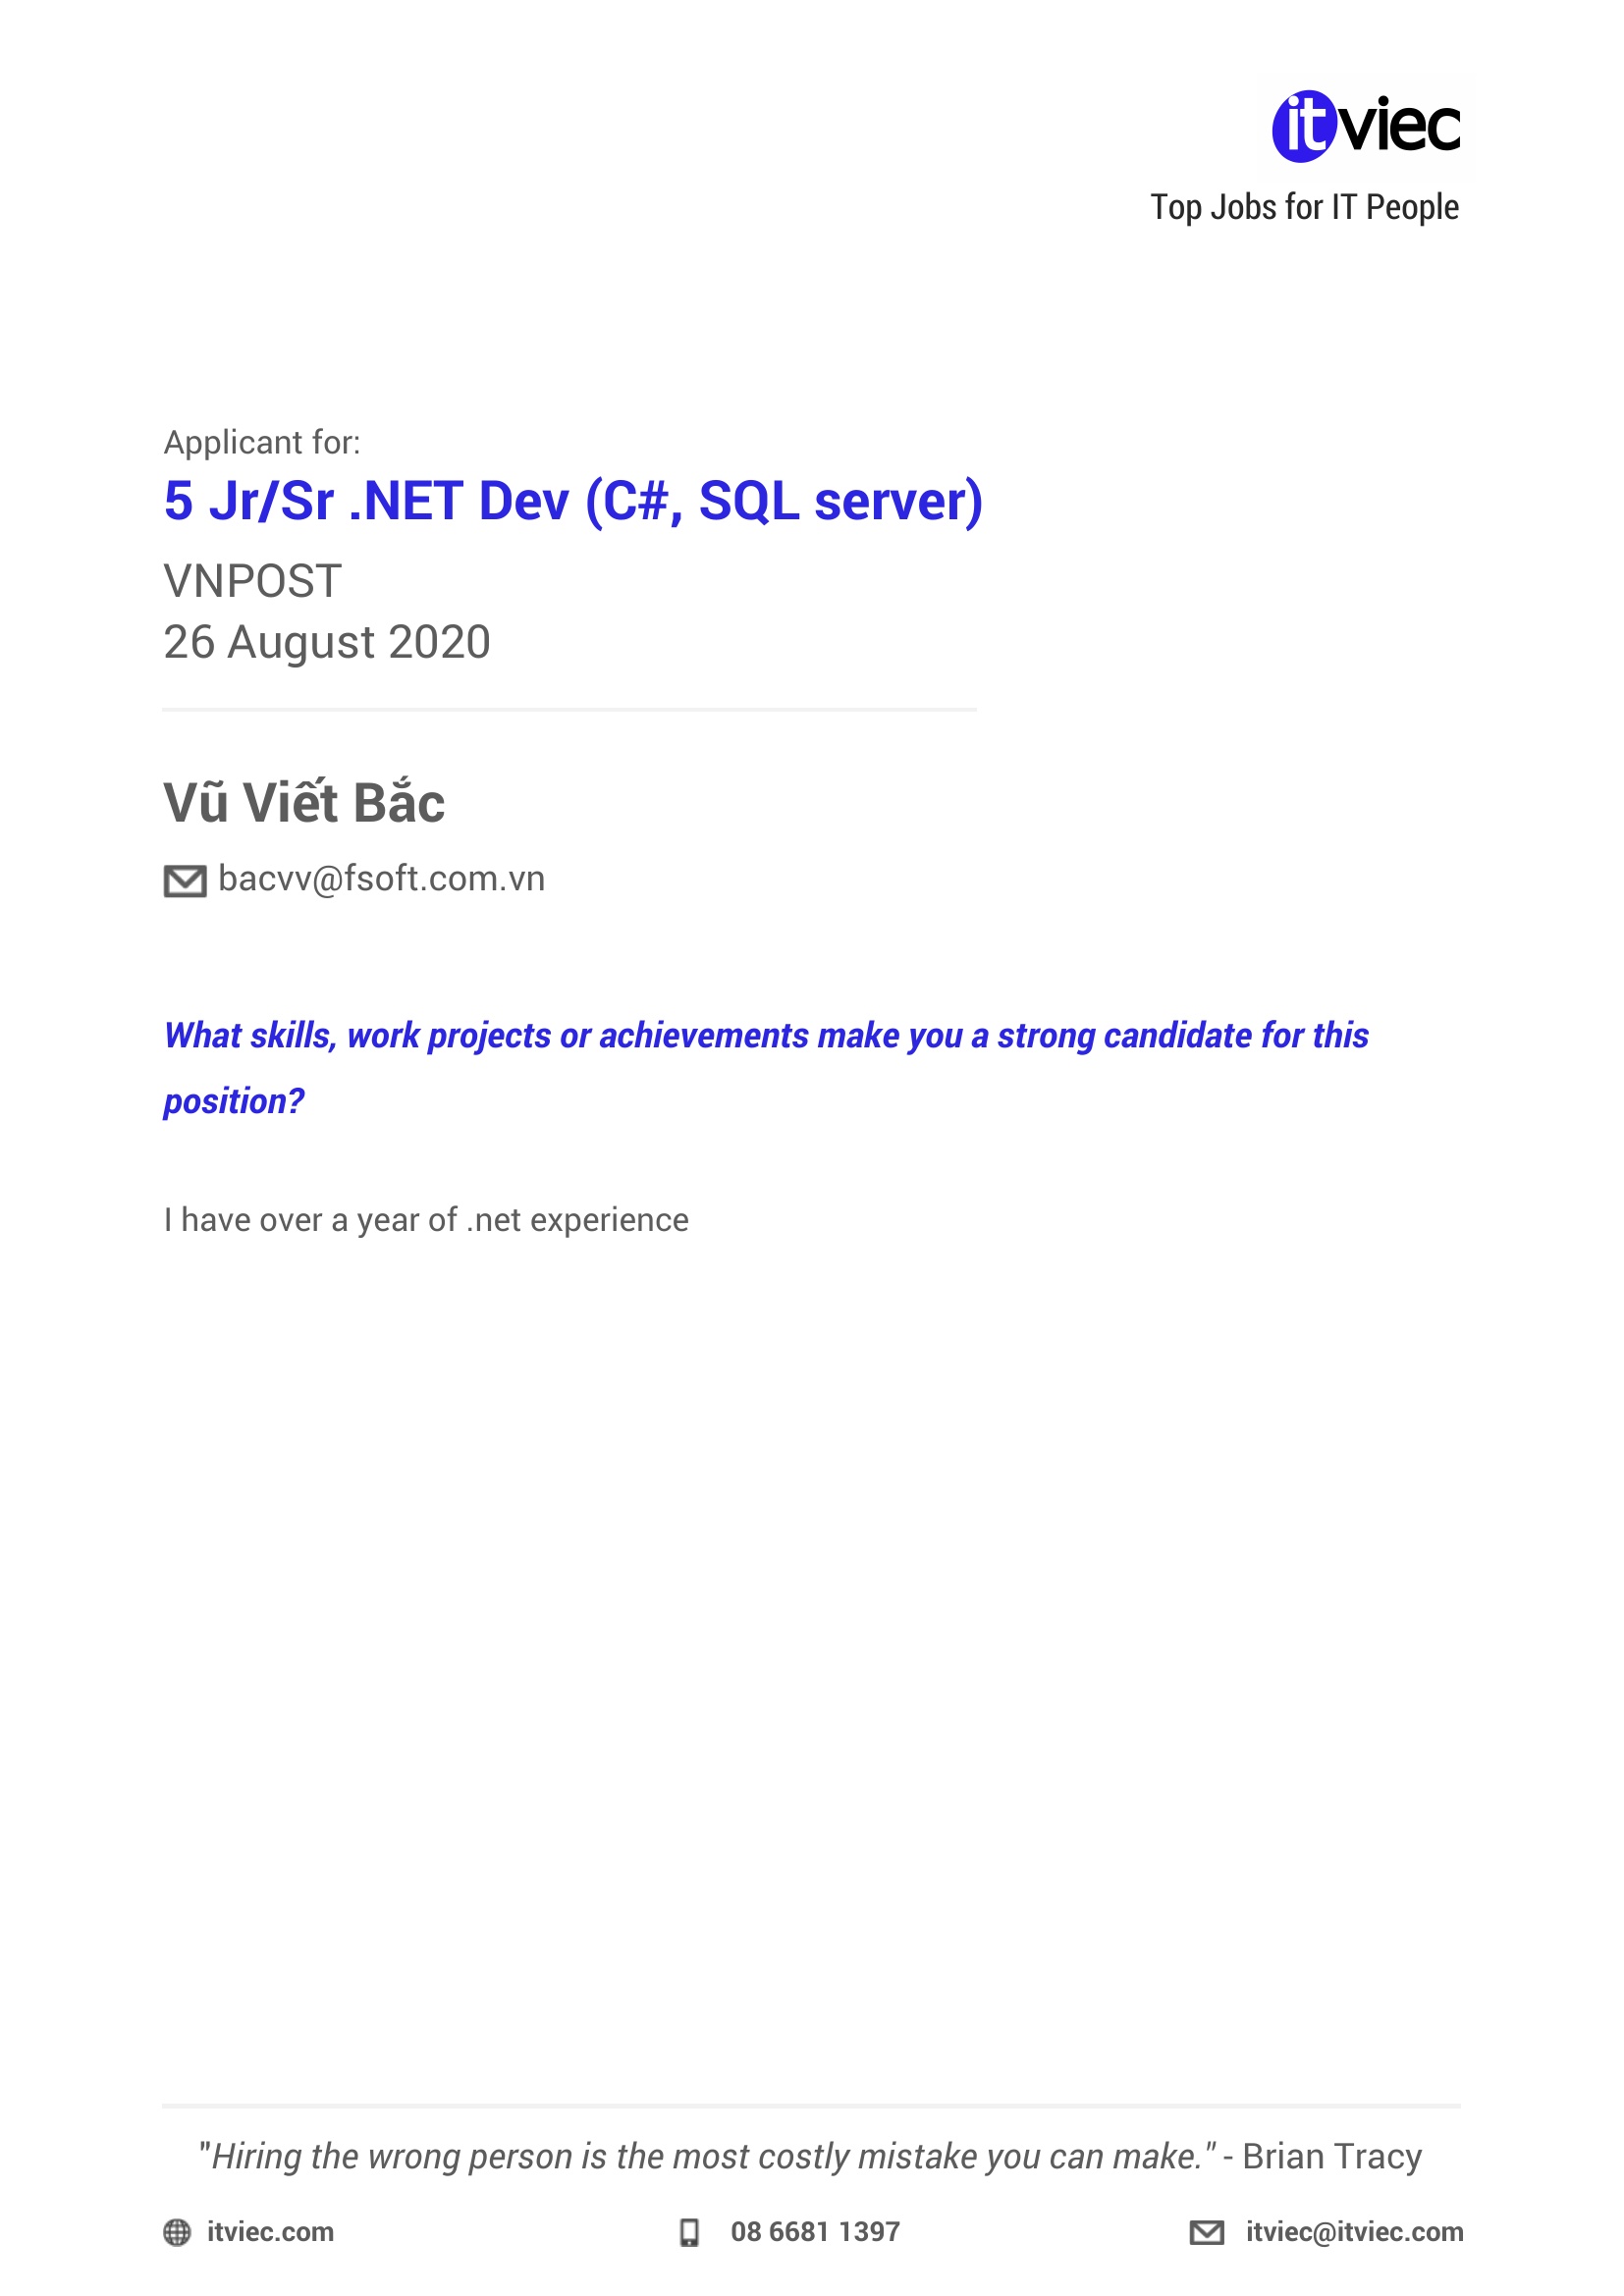 itviec
Top Jobs for IT People
Applicant for:
5 Jr/Sr .NET Dev (C#, SQL server)
VNPOST
26 August 2020
Vũ Viết Bắc
bacvv@fsoft.com.vn
What skills, work projects or achievements make you a strong candidate for this
position?
I have over a year of .net experience
"Hiring the wrong person is the most costly mistake you can make." - Brian Tracy
itviec.com 08 6681 1397 itviec@itviec.com